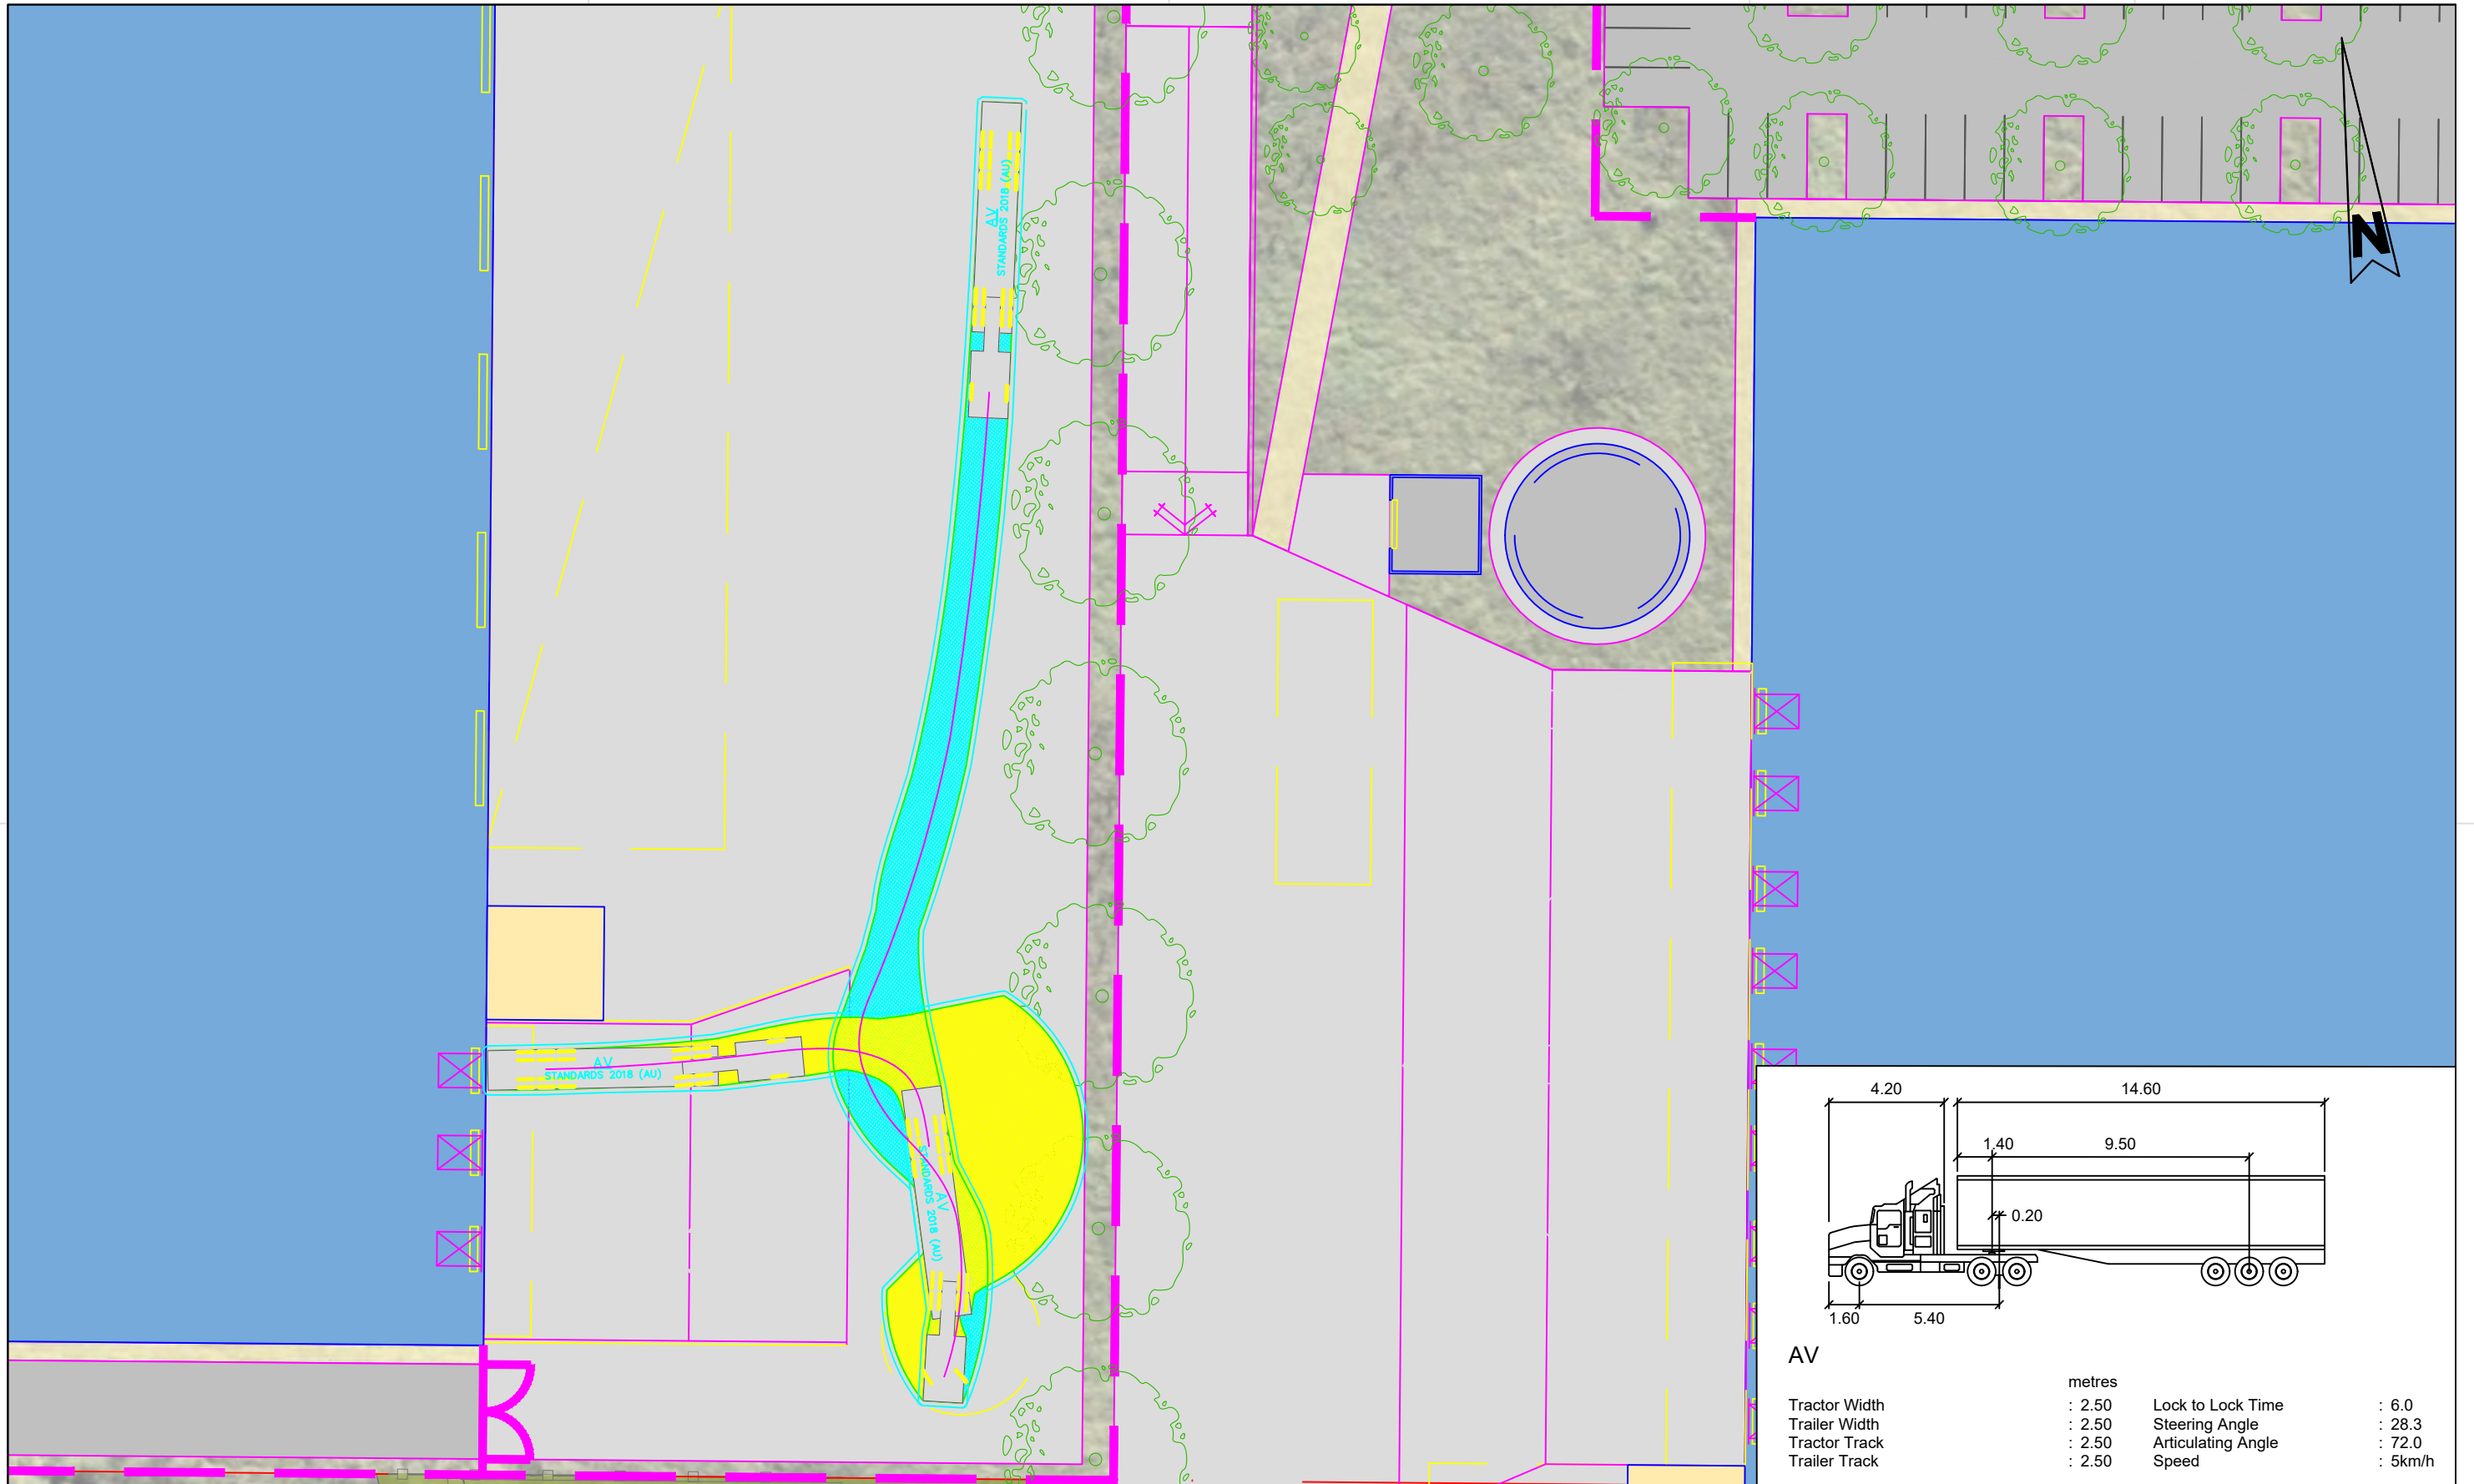 N
AV
STANDARDS 2018 (AU)
AV
STANDARDS 2018 (AU)
AV
STANDARDS 2018 (AU)
4.20
14.60
1.40
9.50
0.20
1.60
5.40
AV
metres
Tractor Width : 2.50 Lock to Lock Time : 6.0
Trailer Width : 2.50 Steering Angle : 28.3
Tractor Track : 2.50 Articulating Angle : 72.0
Trailer Track : 2.50 Speed : 5km/h